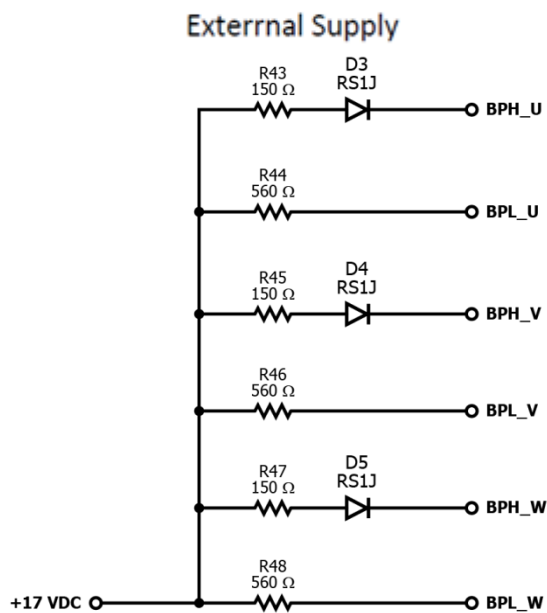 Exterrnal Supply
R43
150 Ω
D3
RS1J
BPH_U
R44
560 Ω
BPL_U
R45
150 Ω
D4
RS1J
BPH_V
R46
560 Ω
BPL_V
R47
150 Ω
D5
RS1J
BPH_W
R48
560 Ω
+17 VDC
BPL_W